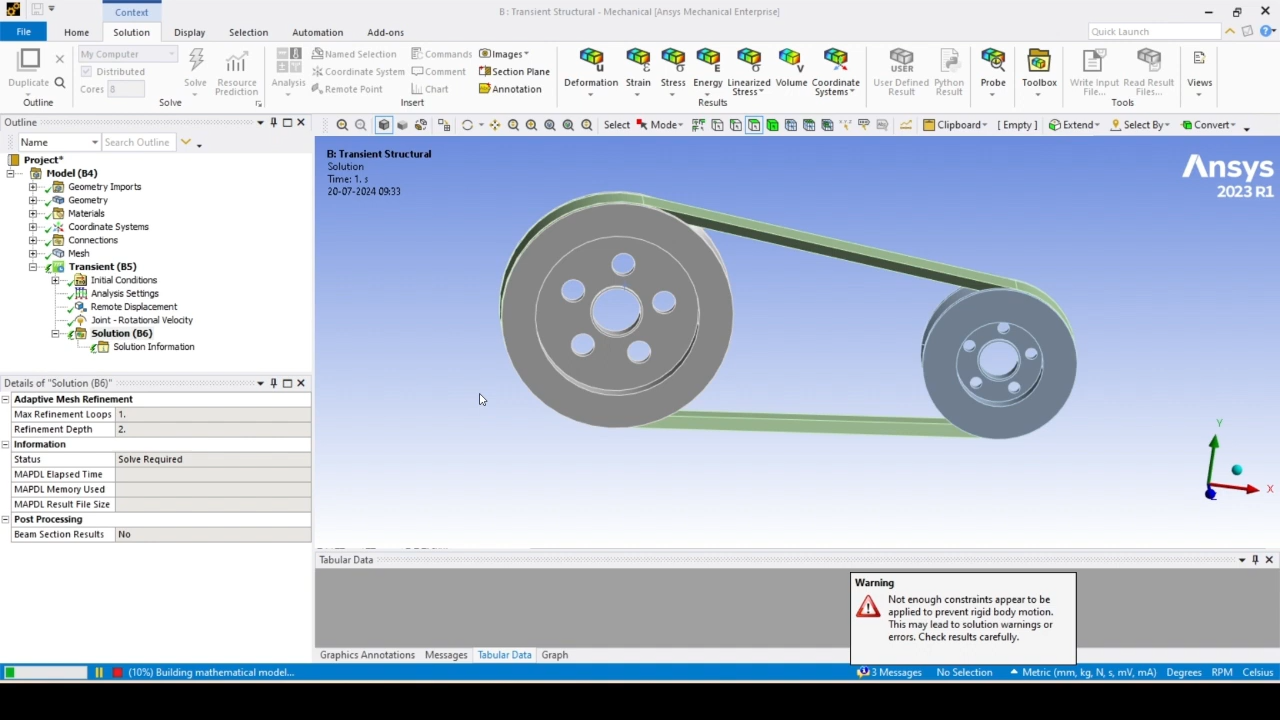 Context
B : Transient Structural - Mechanical [Ansys Mechanical Enterprise]
File Home Solution Display Selection Automation Add-ons
Quick Launch
Duplicate
Outline
My Computer
Distributed
Cores 8
Solve
Resource Prediction
Solve
Analysis
Named Selection
Coordinate System
Remote Point
Commands
Comment
Chart
Images
Section Plane
Annotation
Insert
Deformation
Strain
Stress
Energy
Linearized Stress
Volume
Coordinate Systems
Results
USER
User Defined Result
Python Result
Probe
Toolbox
Write Input File...
Read Result Files...
Tools
Views
Outline
Name
Search Outline
Select Mode
Clipboard [ Empty ] Extend Select By Convert
Project*
Model (B4)
Geometry Imports
Geometry
Materials
Coordinate Systems
Connections
Mesh
Transient (B5)
Initial Conditions
Analysis Settings
Remote Displacement
Joint - Rotational Velocity
Solution (B6)
Solution Information
B: Transient Structural
Solution
Time: 1. s
20-07-2024 09:33
Ansys
2023 R1
Y
X
Details of "Solution (B6)"
Adaptive Mesh Refinement
Max Refinement Loops 1.
Refinement Depth 2.
Information
Status Solve Required
MAPDL Elapsed Time
MAPDL Memory Used
MAPDL Result File Size
Post Processing
Beam Section Results No
Tabular Data
Warning
Not enough constraints appear to be
applied to prevent rigid body motion.
This may lead to solution warnings or
errors. Check results carefully.
Graphics Annotations Messages Tabular Data Graph
(10%) Building mathematical model...
3 Messages No Selection Metric (mm, kg, N, s, mV, mA) Degrees RPM Celsius